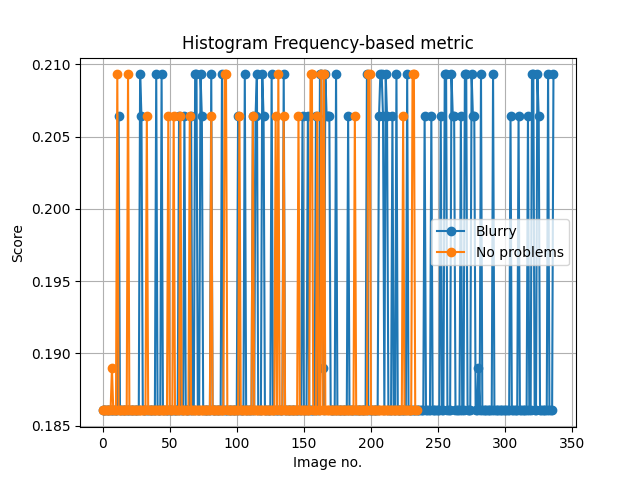 Histogram Frequency-based metric
0.210
0.205
0.200
0.195
0.190
0.185
Score
Blurry
No problems
0 50 100 150 200 250 300 350
Image no.